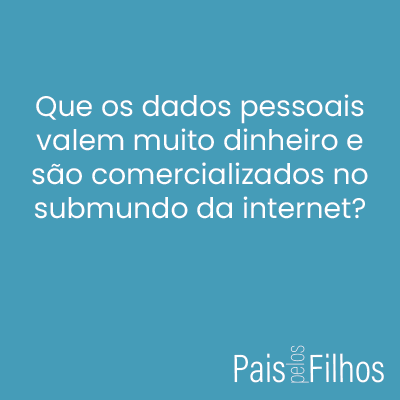 Que os dados pessoais
valem muito dinheiro e
são comercializados no
submundo da internet?
Pais pelos Filhos